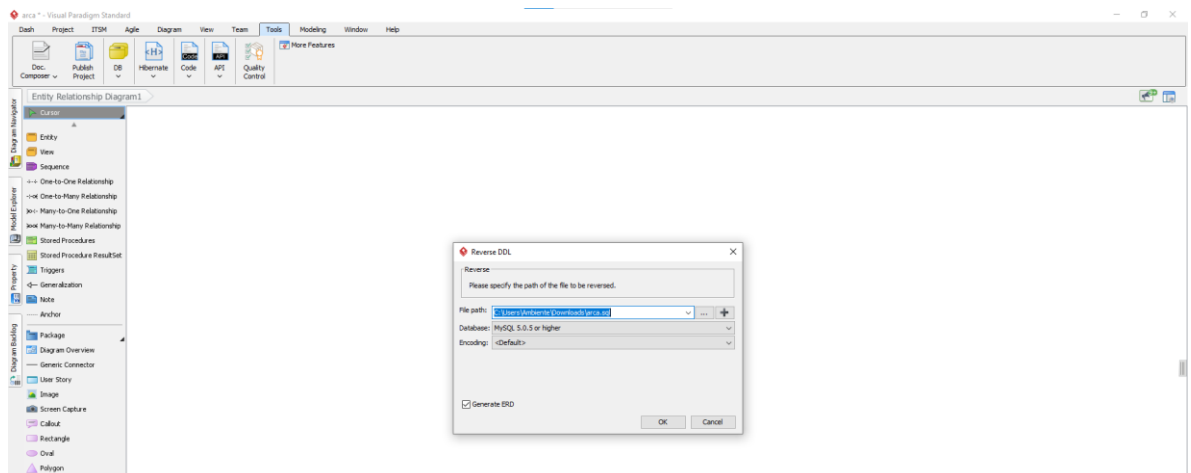 arca * - Visual Paradigm Standard
Dash Project ITSM Agile Diagram View Team Tools Modeling Window Help
Doc. Composer
Publish Project
DB
Hibernate
Code
API
Quality Control
More Features
Entity Relationship Diagram1
Diagram Navigator
Model Explorer
Property
Diagram Backlog
Cursor
Entity
View
Sequence
One-to-One Relationship
One-to-Many Relationship
Many-to-One Relationship
Many-to-Many Relationship
Stored Procedures
Stored Procedure ResultSet
Triggers
Generalization
Note
Anchor
Package
Diagram Overview
Generic Connector
User Story
Image
Screen Capture
Callout
Rectangle
Oval
Polygon
Reverse DDL
Reverse
Please specify the path of the file to be reversed.
File path: C:\Users\Ambiente\Downloads\arca.sql ...
Database: MySQL 5.0.5 or higher
Encoding: <Default>
Generate ERD
OK Cancel